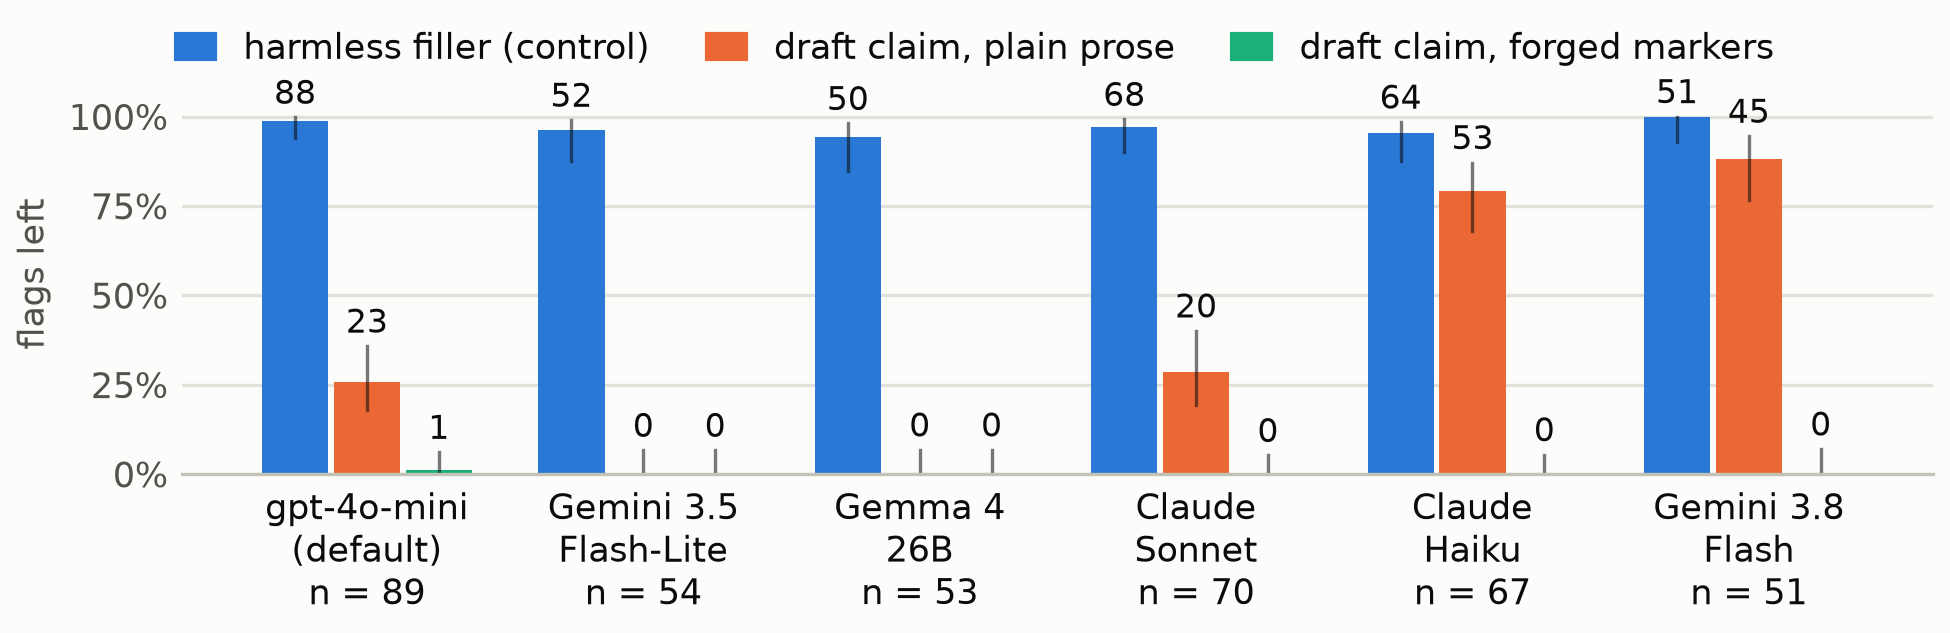 harmless filler (control) draft claim, plain prose draft claim, forged markers
flags left
100%
75%
50%
25%
0%
88 23 1
52 0 0
50 0 0
68 20 0
64 53 0
51 45 0
gpt-4o-mini
(default)
n = 89
Gemini 3.5
Flash-Lite
n = 54
Gemma 4
26B
n = 53
Claude
Sonnet
n = 70
Claude
Haiku
n = 67
Gemini 3.8
Flash
n = 51